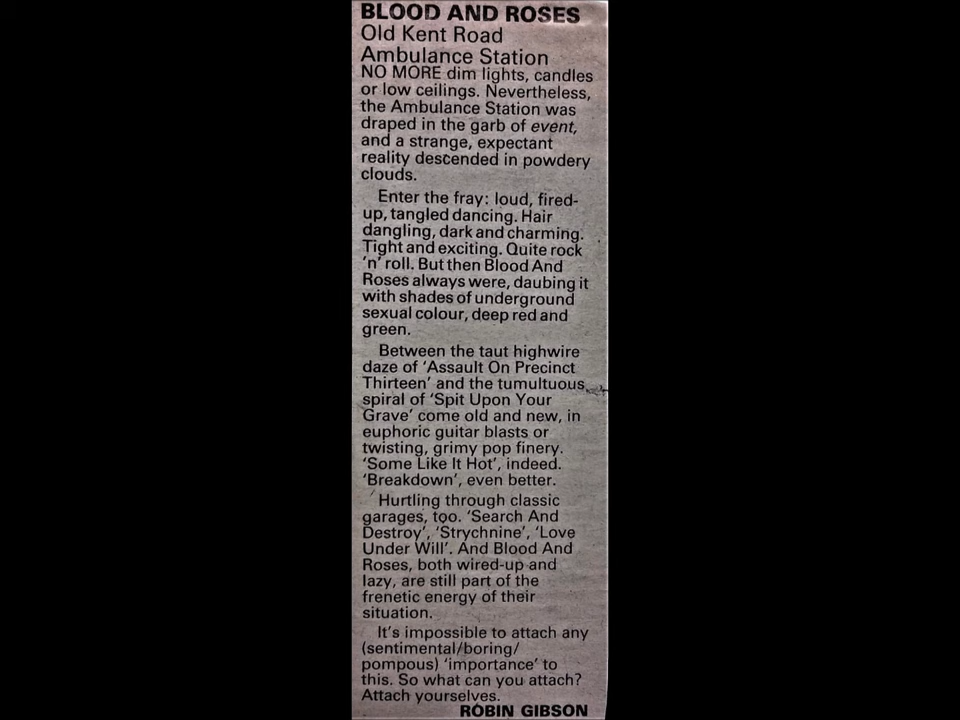 BLOOD AND ROSES
Old Kent Road
Ambulance Station
NO MORE dim lights, candles
or low ceilings. Nevertheless,
the Ambulance Station was
draped in the garb of event,
and a strange, expectant
reality descended in powdery
clouds.
Enter the fray: loud, fired-
up, tangled dancing. Hair
dangling, dark and charming.
Tight and exciting. Quite rock
'n' roll. But then Blood And
Roses always were, daubing it
with shades of underground
sexual colour, deep red and
green.
Between the taut highwire
daze of 'Assault On Precinct
Thirteen' and the tumultuous
spiral of 'Spit Upon Your
Grave' come old and new, in
euphoric guitar blasts or
twisting, grimy pop finery.
'Some Like It Hot', indeed.
'Breakdown', even better.
Hurtling through classic
garages, too. 'Search And
Destroy', 'Strychnine', 'Love
Under Will'. And Blood And
Roses, both wired-up and
lazy, are still part of the
frenetic energy of their
situation.
It's impossible to attach any
(sentimental/boring/
pompous) 'importance' to
this. So what can you attach?
Attach yourselves.
ROBIN GIBSON